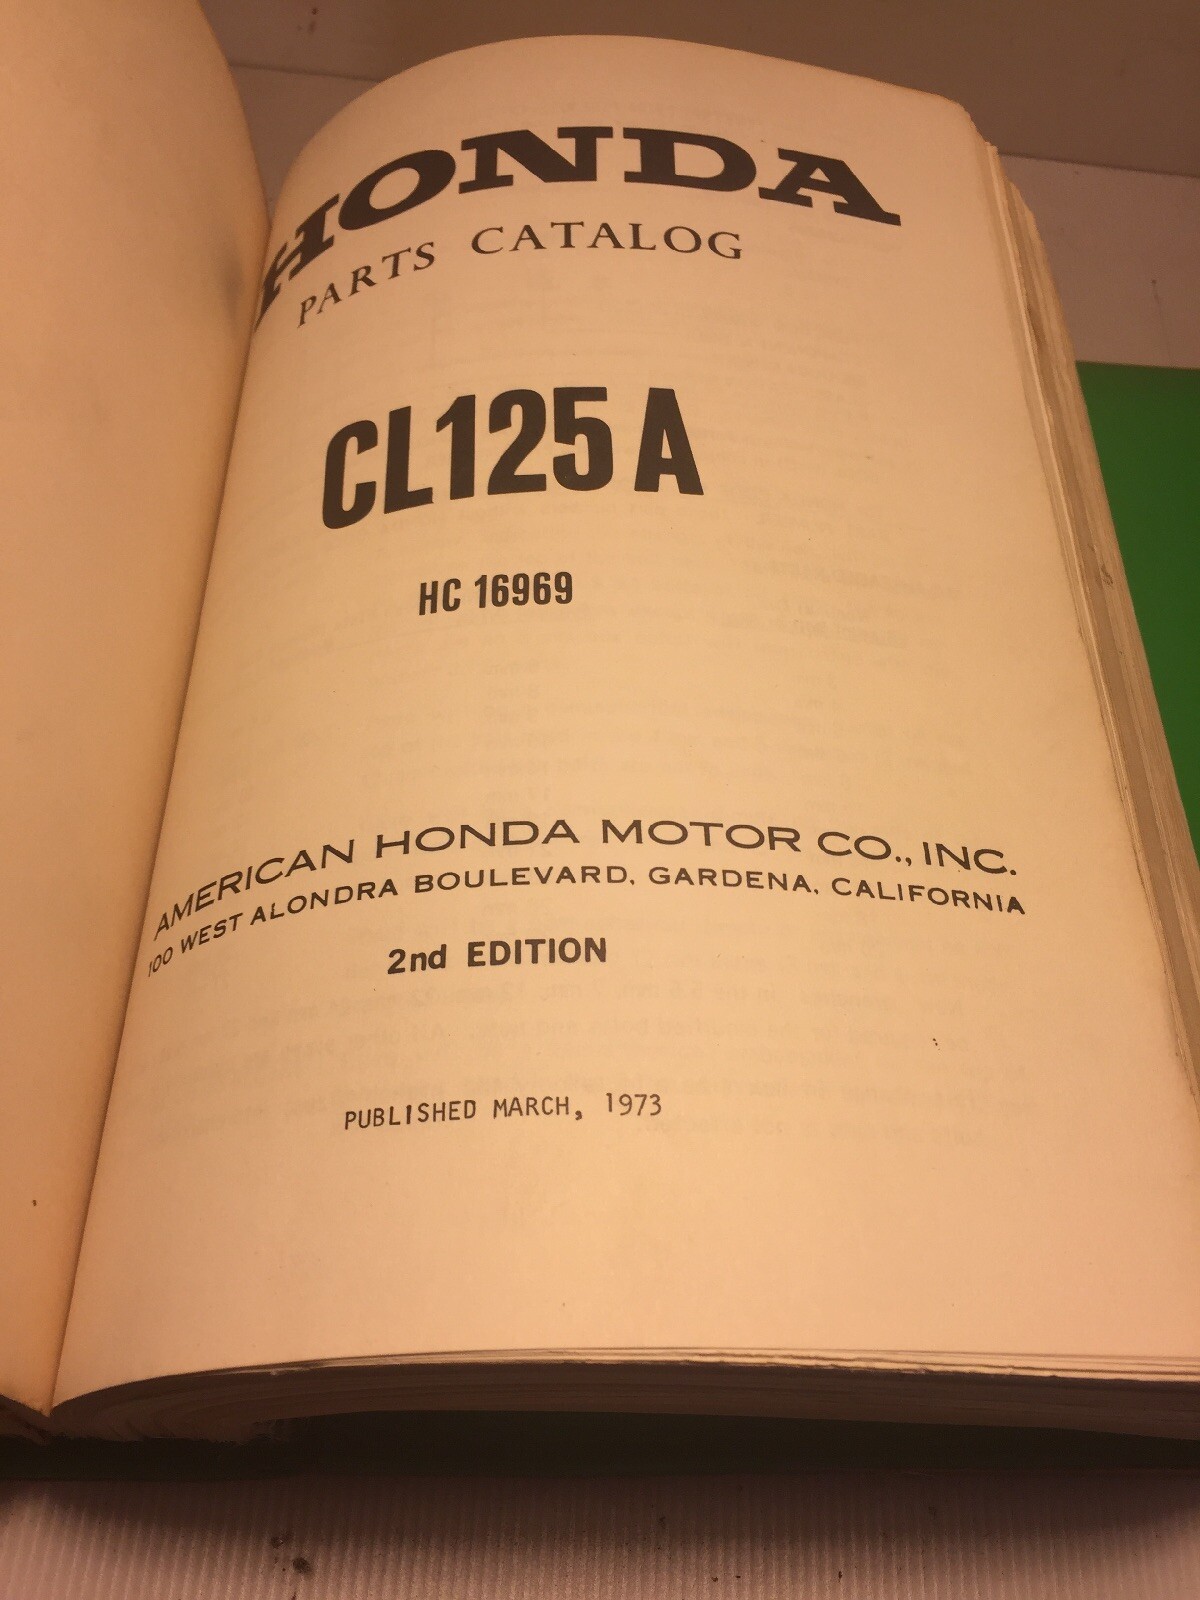 HONDA
PARTS CATALOG
CL125 A
HC 16969
AMERICAN HONDA MOTOR CO., INC.
100 WEST ALONDRA BOULEVARD, GARDENA, CALIFORNIA
2nd EDITION
PUBLISHED MARCH, 1973